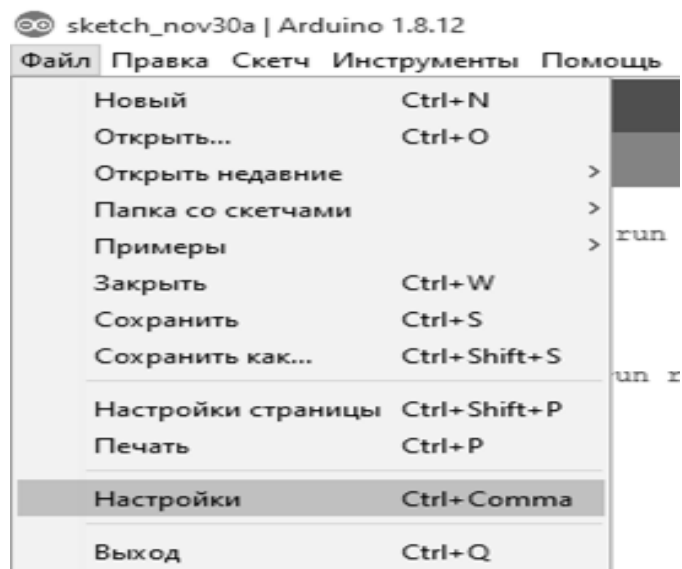 sketch_nov30a | Arduino 1.8.12
Файл Правка Скетч Инструменты Помощь
Новый Ctrl+N
Открыть... Ctrl+O
Открыть недавние >
Папка со скетчами >
Примеры >
run
Закрыть Ctrl+W
Сохранить Ctrl+S
Сохранить как... Ctrl+Shift+S
un r
Настройки страницы Ctrl+Shift+P
Печать Ctrl+P
Настройки Ctrl+Comma
Выход Ctrl+Q